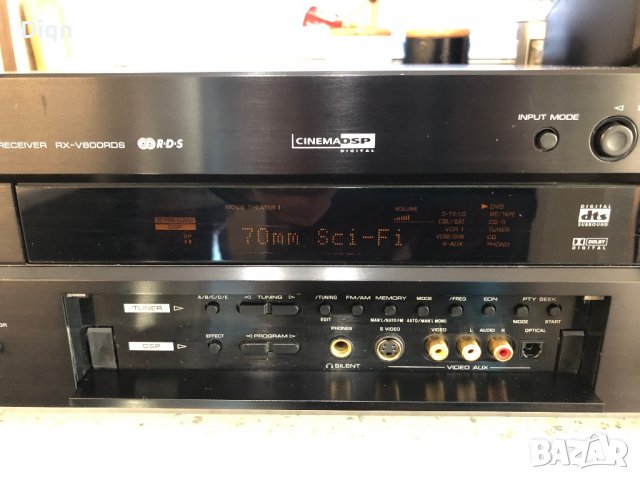 Diqn
RECEIVER RX-V800RDS
R·D·S
CINEMA DSP
DIGITAL
INPUT MODE
MOVIE THEATER 1
VOLUME
DVD
D-TV/LD MD/TAPE
CBL/SAT CD-R
VCR 1 TUNER
VCR2/DVR CD
V-AUX PHONO
70mm Sci-Fi
SP
DIGITAL
dts
SURROUND
DOLBY
DIGITAL
TUNER
A/B/C/D/E
TUNING
/TUNING
FM/AM
MEMORY
MODE
/FREQ
EON
PTY SEEK
EDIT
MAN'L/AUTO FM
AUTO/MAN'L MONO
MODE
START
DSP
EFFECT
PROGRAM
PHONES
S VIDEO
VIDEO
L AUDIO R
OPTICAL
SILENT
VIDEO AUX
BAZAR